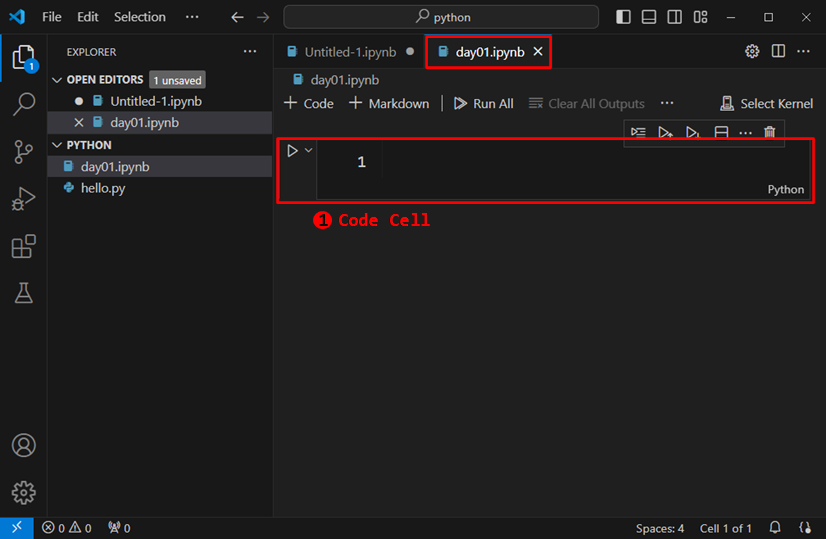 File Edit Selection ··· python
EXPLORER ···
OPEN EDITORS 1 unsaved
Untitled-1.ipynb
day01.ipynb
PYTHON
day01.ipynb
hello.py
Untitled-1.ipynb day01.ipynb ···
day01.ipynb
+ Code + Markdown | Run All Clear All Outputs ··· Select Kernel
1
Python
1 Code Cell
1
0 0 0 Spaces: 4 Cell 1 of 1